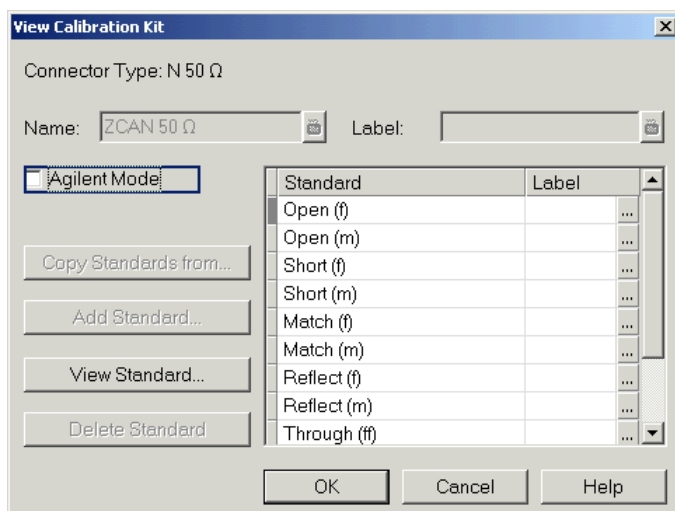 View Calibration Kit
Connector Type: N 50 Ω
Name: ZCAN 50 Ω Label:
Agilent Mode
Standard Label
Open (f) ...
Open (m) ...
Copy Standards from...
Short (f) ...
Short (m) ...
Add Standard...
Match (f) ...
Match (m) ...
View Standard...
Reflect (f) ...
Reflect (m) ...
Delete Standard
Through (ff) ...
OK Cancel Help